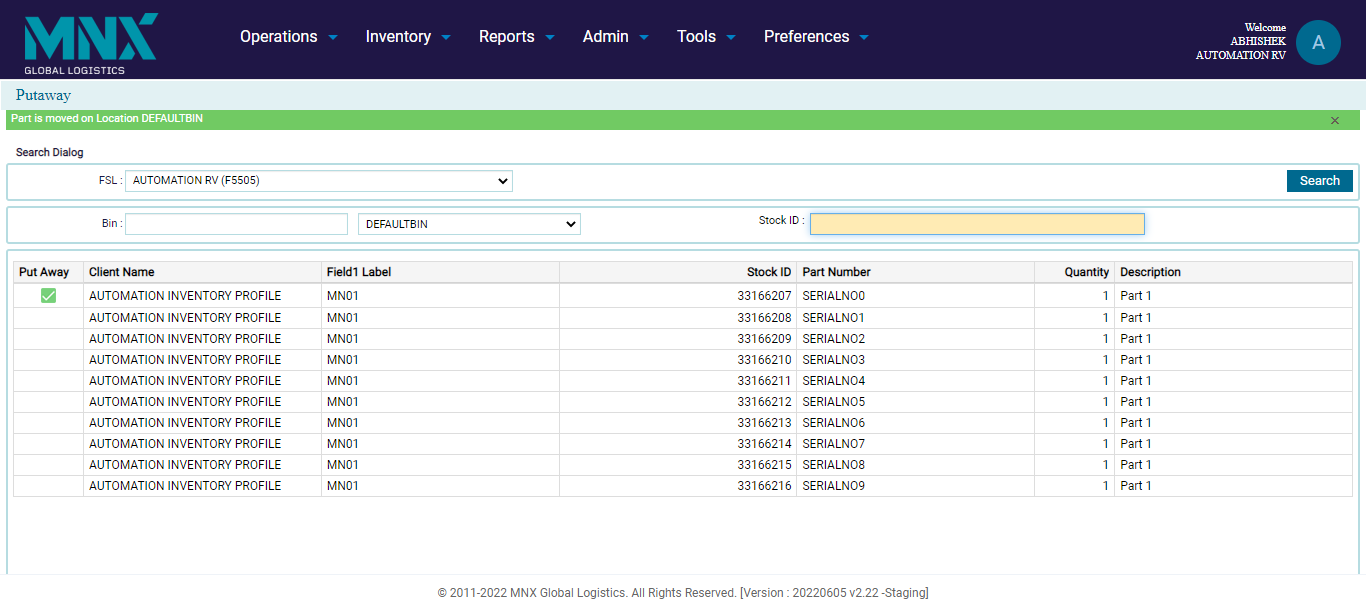 MNX
GLOBAL LOGISTICS
Operations Inventory Reports Admin Tools Preferences
Welcome
ABHISHEK
AUTOMATION RV
A
Putaway
Part is moved on Location DEFAULTBIN ×
Search Dialog
FSL : AUTOMATION RV (F5505) Search
Bin : DEFAULTBIN Stock ID :
Put Away Client Name Field1 Label Stock ID Part Number Quantity Description
AUTOMATION INVENTORY PROFILE MN01 33166207 SERIALNO0 1 Part 1
AUTOMATION INVENTORY PROFILE MN01 33166208 SERIALNO1 1 Part 1
AUTOMATION INVENTORY PROFILE MN01 33166209 SERIALNO2 1 Part 1
AUTOMATION INVENTORY PROFILE MN01 33166210 SERIALNO3 1 Part 1
AUTOMATION INVENTORY PROFILE MN01 33166211 SERIALNO4 1 Part 1
AUTOMATION INVENTORY PROFILE MN01 33166212 SERIALNO5 1 Part 1
AUTOMATION INVENTORY PROFILE MN01 33166213 SERIALNO6 1 Part 1
AUTOMATION INVENTORY PROFILE MN01 33166214 SERIALNO7 1 Part 1
AUTOMATION INVENTORY PROFILE MN01 33166215 SERIALNO8 1 Part 1
AUTOMATION INVENTORY PROFILE MN01 33166216 SERIALNO9 1 Part 1
© 2011-2022 MNX Global Logistics. All Rights Reserved. [Version : 20220605 v2.22 -Staging]